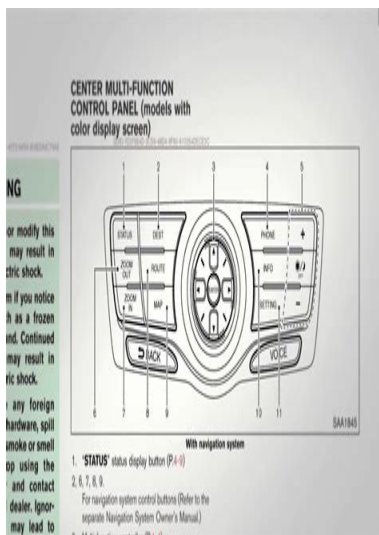 CENTER MULTI-FUNCTION
CONTROL PANEL (models with
color display screen)
NG
or modify this
may result in
ctric shock.
m if you notice
h as a frozen
nd. Continued
may result in
ric shock.
any foreign
hardware, spill
smoke or smell
op using the
and contact
dealer. Ignor-
may lead to
1 2 3 4 5
STATUS DEST PHONE +
ZOOM OUT ROUTE INFO
ZOOM IN MAP SETTING −
BACK VOICE
6 7 8 9 10 11
SAA1845
With navigation system
1. "STATUS" status display button (P.4-9)
2, 6, 7, 8, 9.
For navigation system control buttons (Refer to the
separate Navigation System Owner's Manual.)